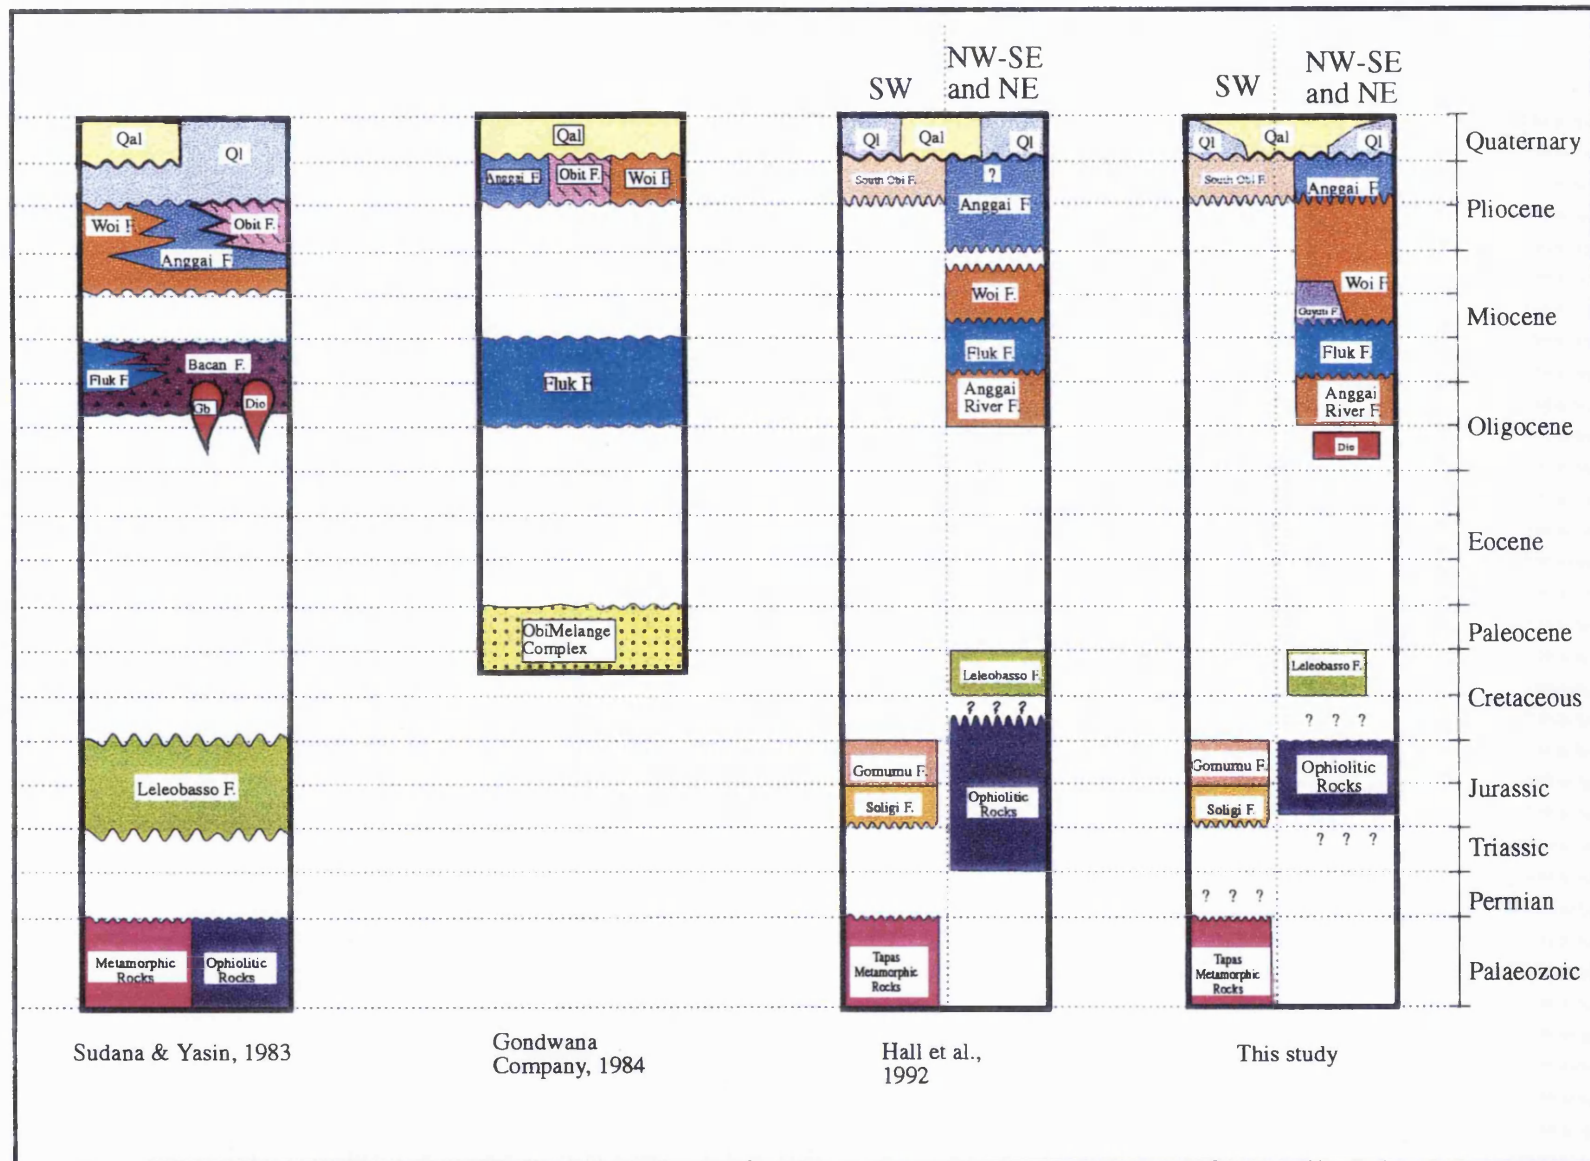 SW
NW-SE
and NE
SW
NW-SE
and NE
Qal
Ql
Woi F.
Obit F.
Anggai F.
Fluk F
Bacan F.
Gb
Dio
Leleobasso F.
Metamorphic
Rocks
Ophiolitic
Rocks
Sudana & Yasin, 1983
Qal
Anggai F.
Obit F.
Woi F
Fluk F
ObiMelange
Complex
Gondwana
Company, 1984
Ql
Qal
Ql
South Obi F.
?
Anggai F
Woi F.
Fluk F.
Anggai
River F.
Leleobasso F.
? ? ?
Gomumu F.
Soligi F.
Ophiolitic
Rocks
Tapas
Metamorphic
Rocks
Hall et al.,
1992
Ql
Qal
Ql
South Obi F.
Anggai F
Woi F
Guyuti F.
Fluk F.
Anggai
River F.
Dio
Leleobasso F.
? ? ?
Gomumu F.
Soligi F.
Ophiolitic
Rocks
? ? ?
? ? ?
Tapas
Metamorphic
Rocks
This study
Quaternary
Pliocene
Miocene
Oligocene
Eocene
Paleocene
Cretaceous
Jurassic
Triassic
Permian
Palaeozoic